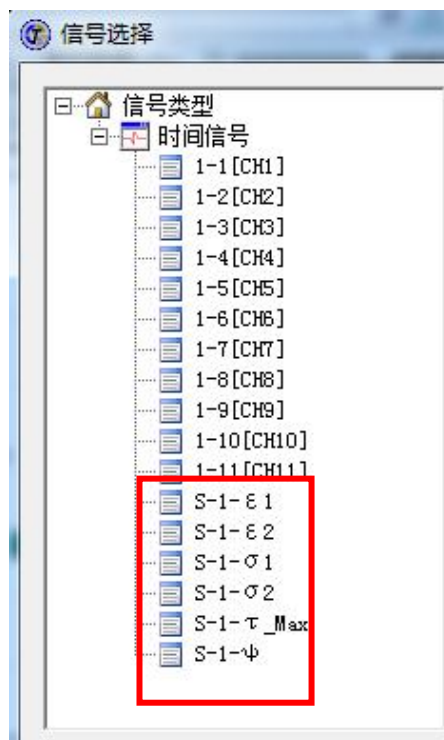 信号选择
信号类型
时间信号
1-1[CH1]
1-2[CH2]
1-3[CH3]
1-4[CH4]
1-5[CH5]
1-6[CH6]
1-7[CH7]
1-8[CH8]
1-9[CH9]
1-10[CH10]
1-11[CH11]
S-1-ε1
S-1-ε2
S-1-σ1
S-1-σ2
S-1-τ_Max
S-1-ψ